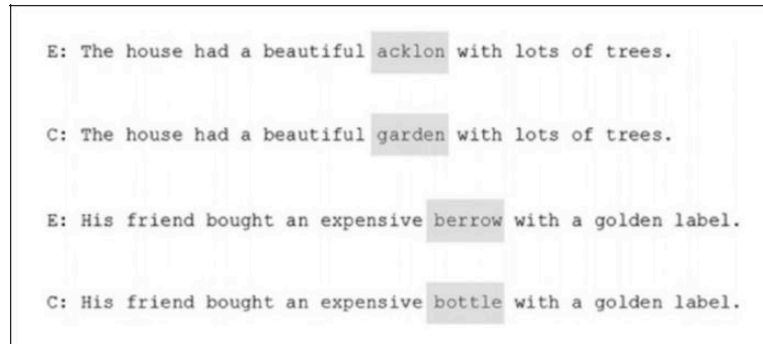 E: The house had a beautiful acklon with lots of trees.
C: The house had a beautiful garden with lots of trees.
E: His friend bought an expensive berrow with a golden label.
C: His friend bought an expensive bottle with a golden label.